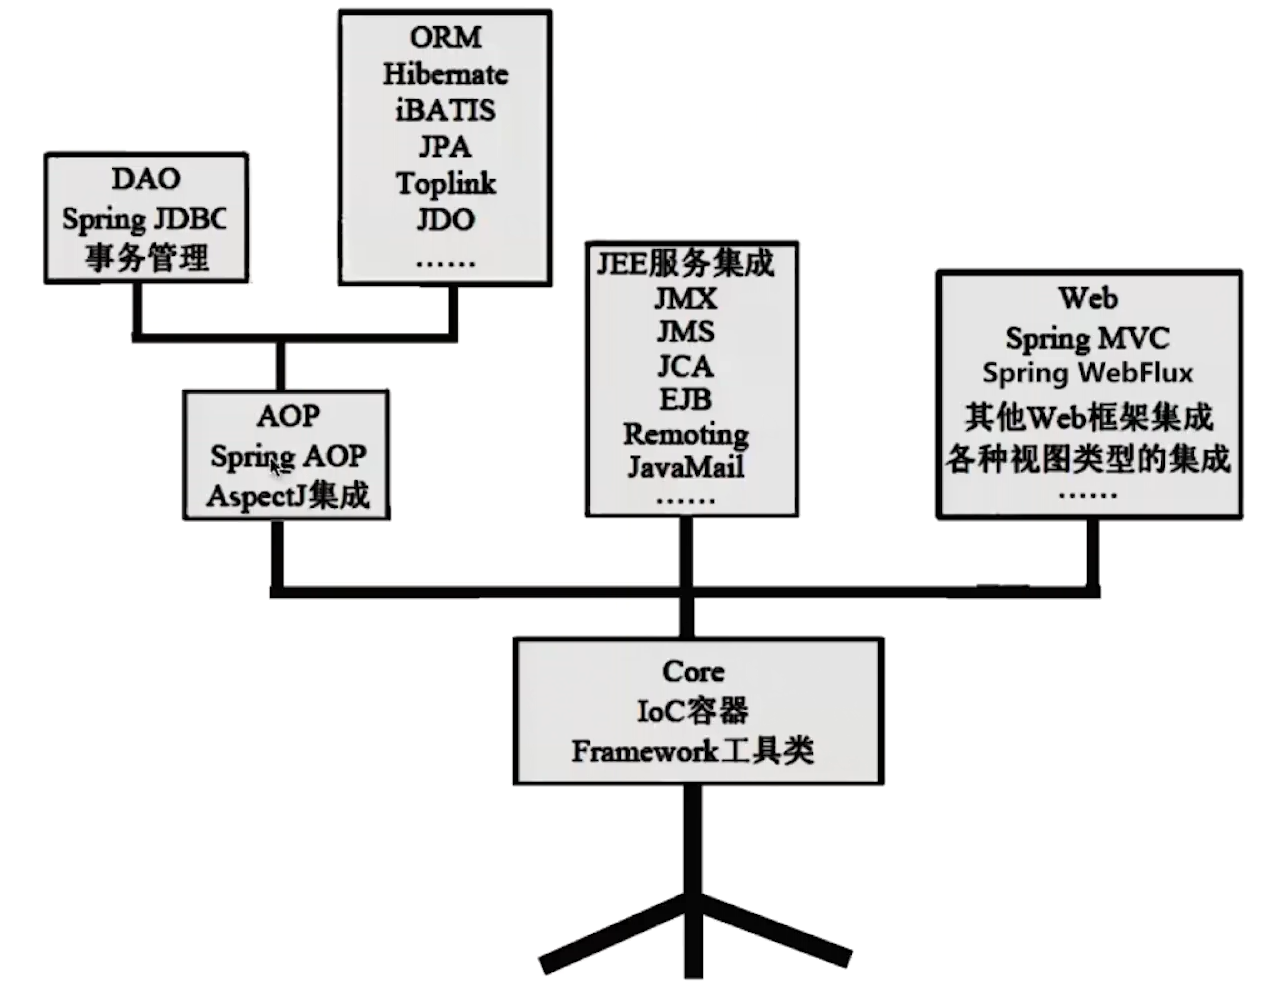 ORM
Hibernate
iBATIS
JPA
Toplink
JDO
......
DAO
Spring JDBC
事务管理
AOP
Spring AOP
AspectJ集成
JEE服务集成
JMX
JMS
JCA
EJB
Remoting
JavaMail
......
Web
Spring MVC
Spring WebFlux
其他Web框架集成
各种视图类型的集成
......
Core
IoC容器
Framework工具类